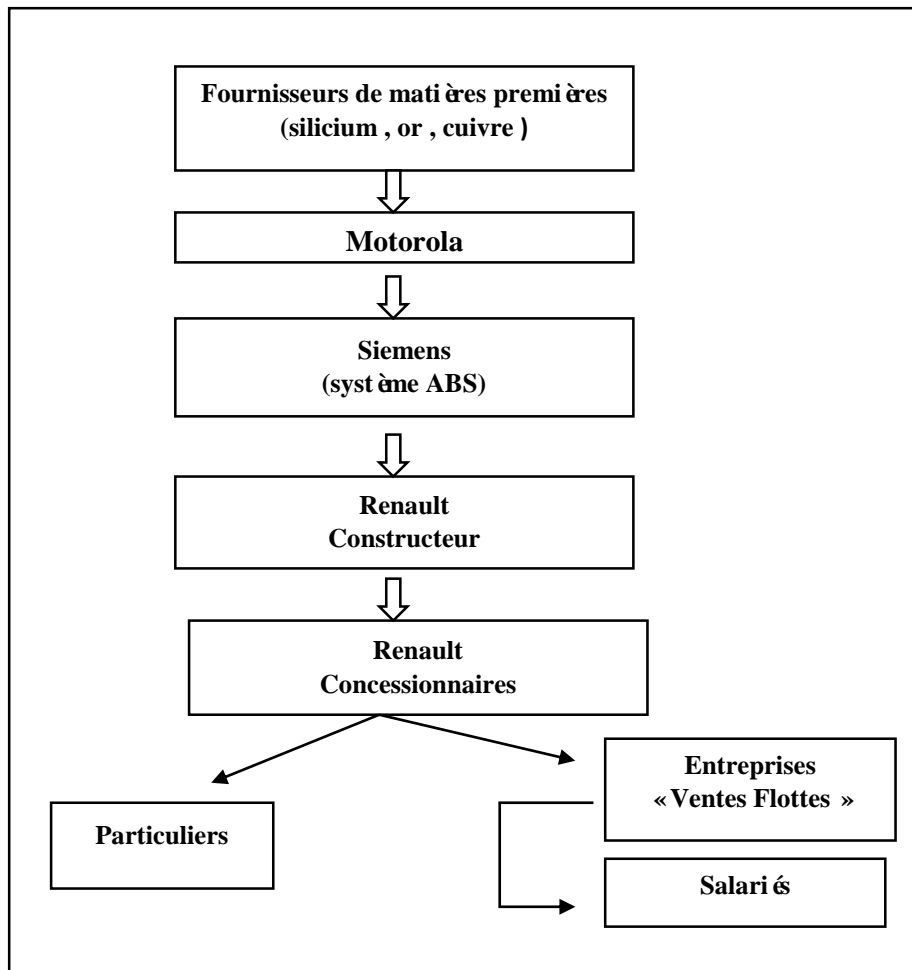 Fournisseurs de matières premières
(silicium , or , cuivre )
Motorola
Siemens
(système ABS)
Renault
Constructeur
Renault
Concessionnaires
Entreprises
« Ventes Flottes »
Particuliers
Salariés